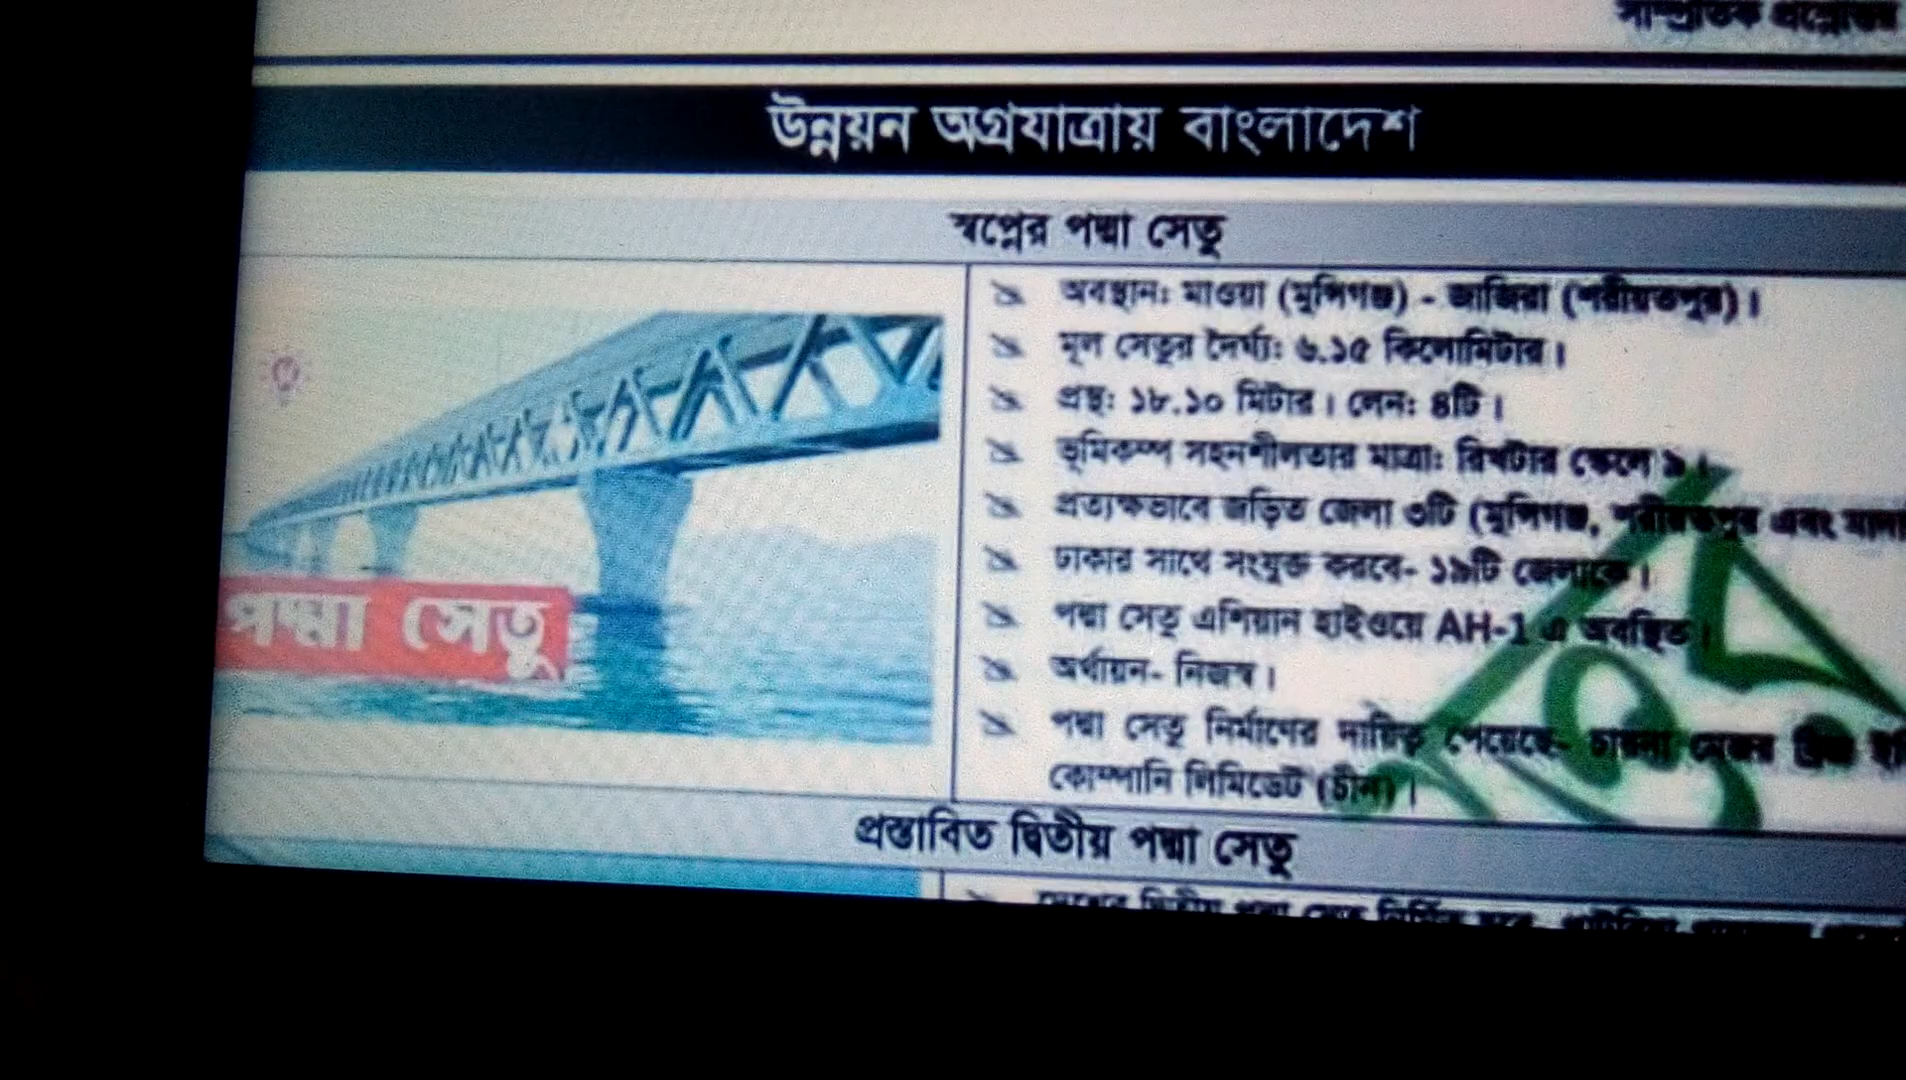 সাম্প্রতিক
উন্নয়ন অগ্রযাত্রায় বাংলাদেশ
স্বপ্নের পদ্মা সেতু
অবস্থান: মাওয়া (মুন্সিগঞ্জ) - জাজিরা (শরীয়তপুর)।
মূল সেতুর দৈর্ঘ্য: ৬.১৫ কিলোমিটার।
প্রস্থ: ১৮.১০ মিটার। লেন: ৪টি।
ভূমিকম্প সহনশীলতার মাত্রা: রিখটার স্কেলে ৯।
প্রত্যক্ষভাবে জড়িত জেলা ৩টি (মুন্সিগঞ্জ, শরীয়তপুর এবং
ঢাকার সাথে সংযুক্ত করবে- ১৯টি জেলাকে।
পদ্মা সেতু এশিয়ান হাইওয়ে AH-1 এ অবস্থিত।
অর্থায়ন- নিজস্ব।
পদ্মা সেতু নির্মাণের দায়িত্ব পেয়েছে- চায়না মেজর ব্রিজ
কোম্পানি লিমিটেট (চীন)।
পদ্মা সেতু
প্রস্তাবিত দ্বিতীয় পদ্মা সেতু